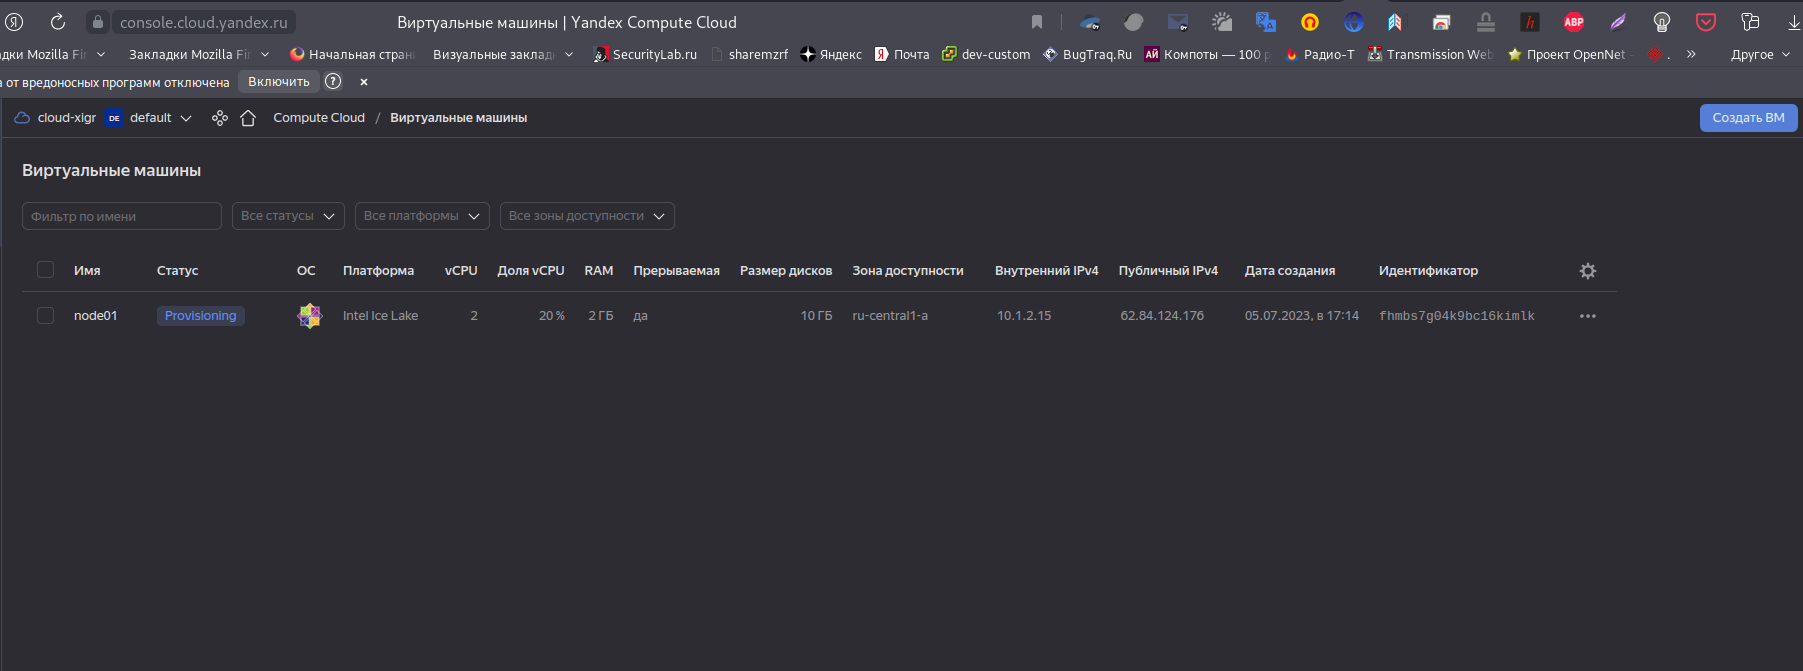 console.cloud.yandex.ru Виртуальные машины | Yandex Compute Cloud ABP
Закладки Mozilla Fir Начальная стран Визуальные заклад SecurityLab.ru sharemzrf Яндекс Почта dev-custom BugTraq.Ru АЙ Компоты — 100 р Радио-Т Transmission Web Проект OpenNet . » Другое
а от вредоносных программ отключена Включить ? ×
cloud-xigr DE default Compute Cloud / Виртуальные машины Создать ВМ
Виртуальные машины
Фильтр по имени Все статусы Все платформы Все зоны доступности
Имя Статус ОС Платформа vCPU Доля vCPU RAM Прерываемая Размер дисков Зона доступности Внутренний IPv4 Публичный IPv4 Дата создания Идентификатор
node01 Provisioning Intel Ice Lake 2 20 % 2 ГБ да 10 ГБ ru-central1-a 10.1.2.15 62.84.124.176 05.07.2023, в 17:14 fhmbs7g04k9bc16kimlk